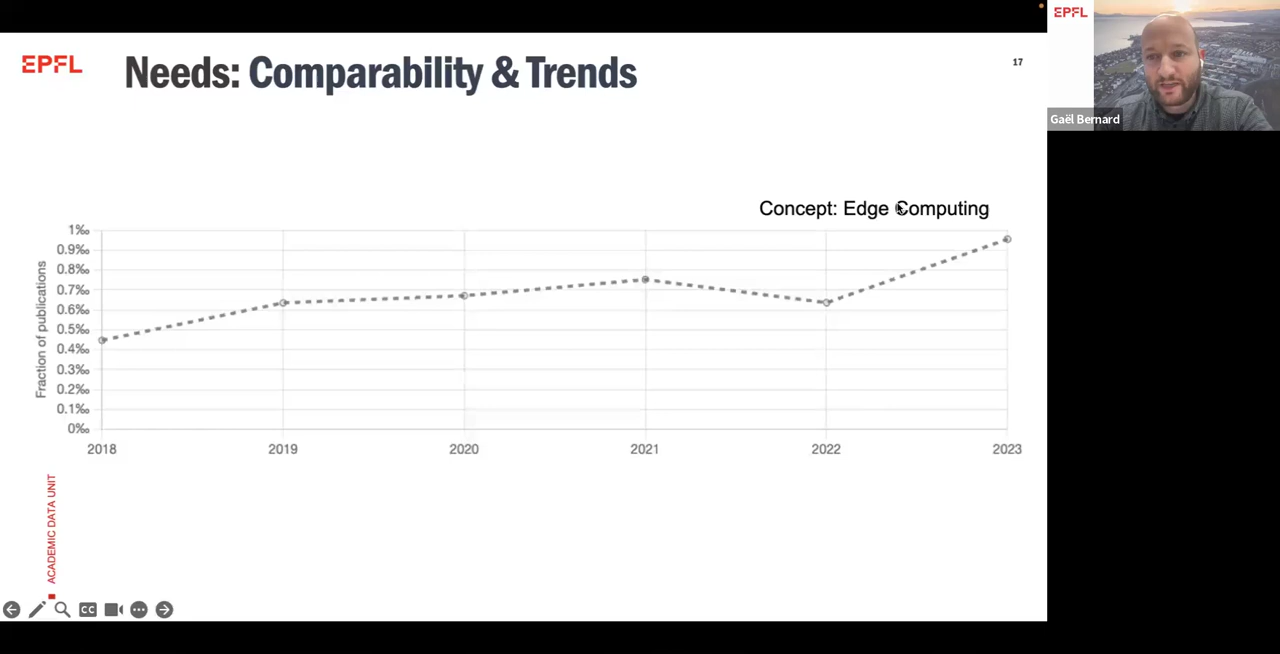 EPFL
Needs: Comparability & Trends
17
EPFL
Gaël Bernard
Concept: Edge Computing
Fraction of publications
1‰
0.9‰
0.8‰
0.7‰
0.6‰
0.5‰
0.4‰
0.3‰
0.2‰
0.1‰
0‰
2018
2019
2020
2021
2022
2023
ACADEMIC DATA UNIT
CC